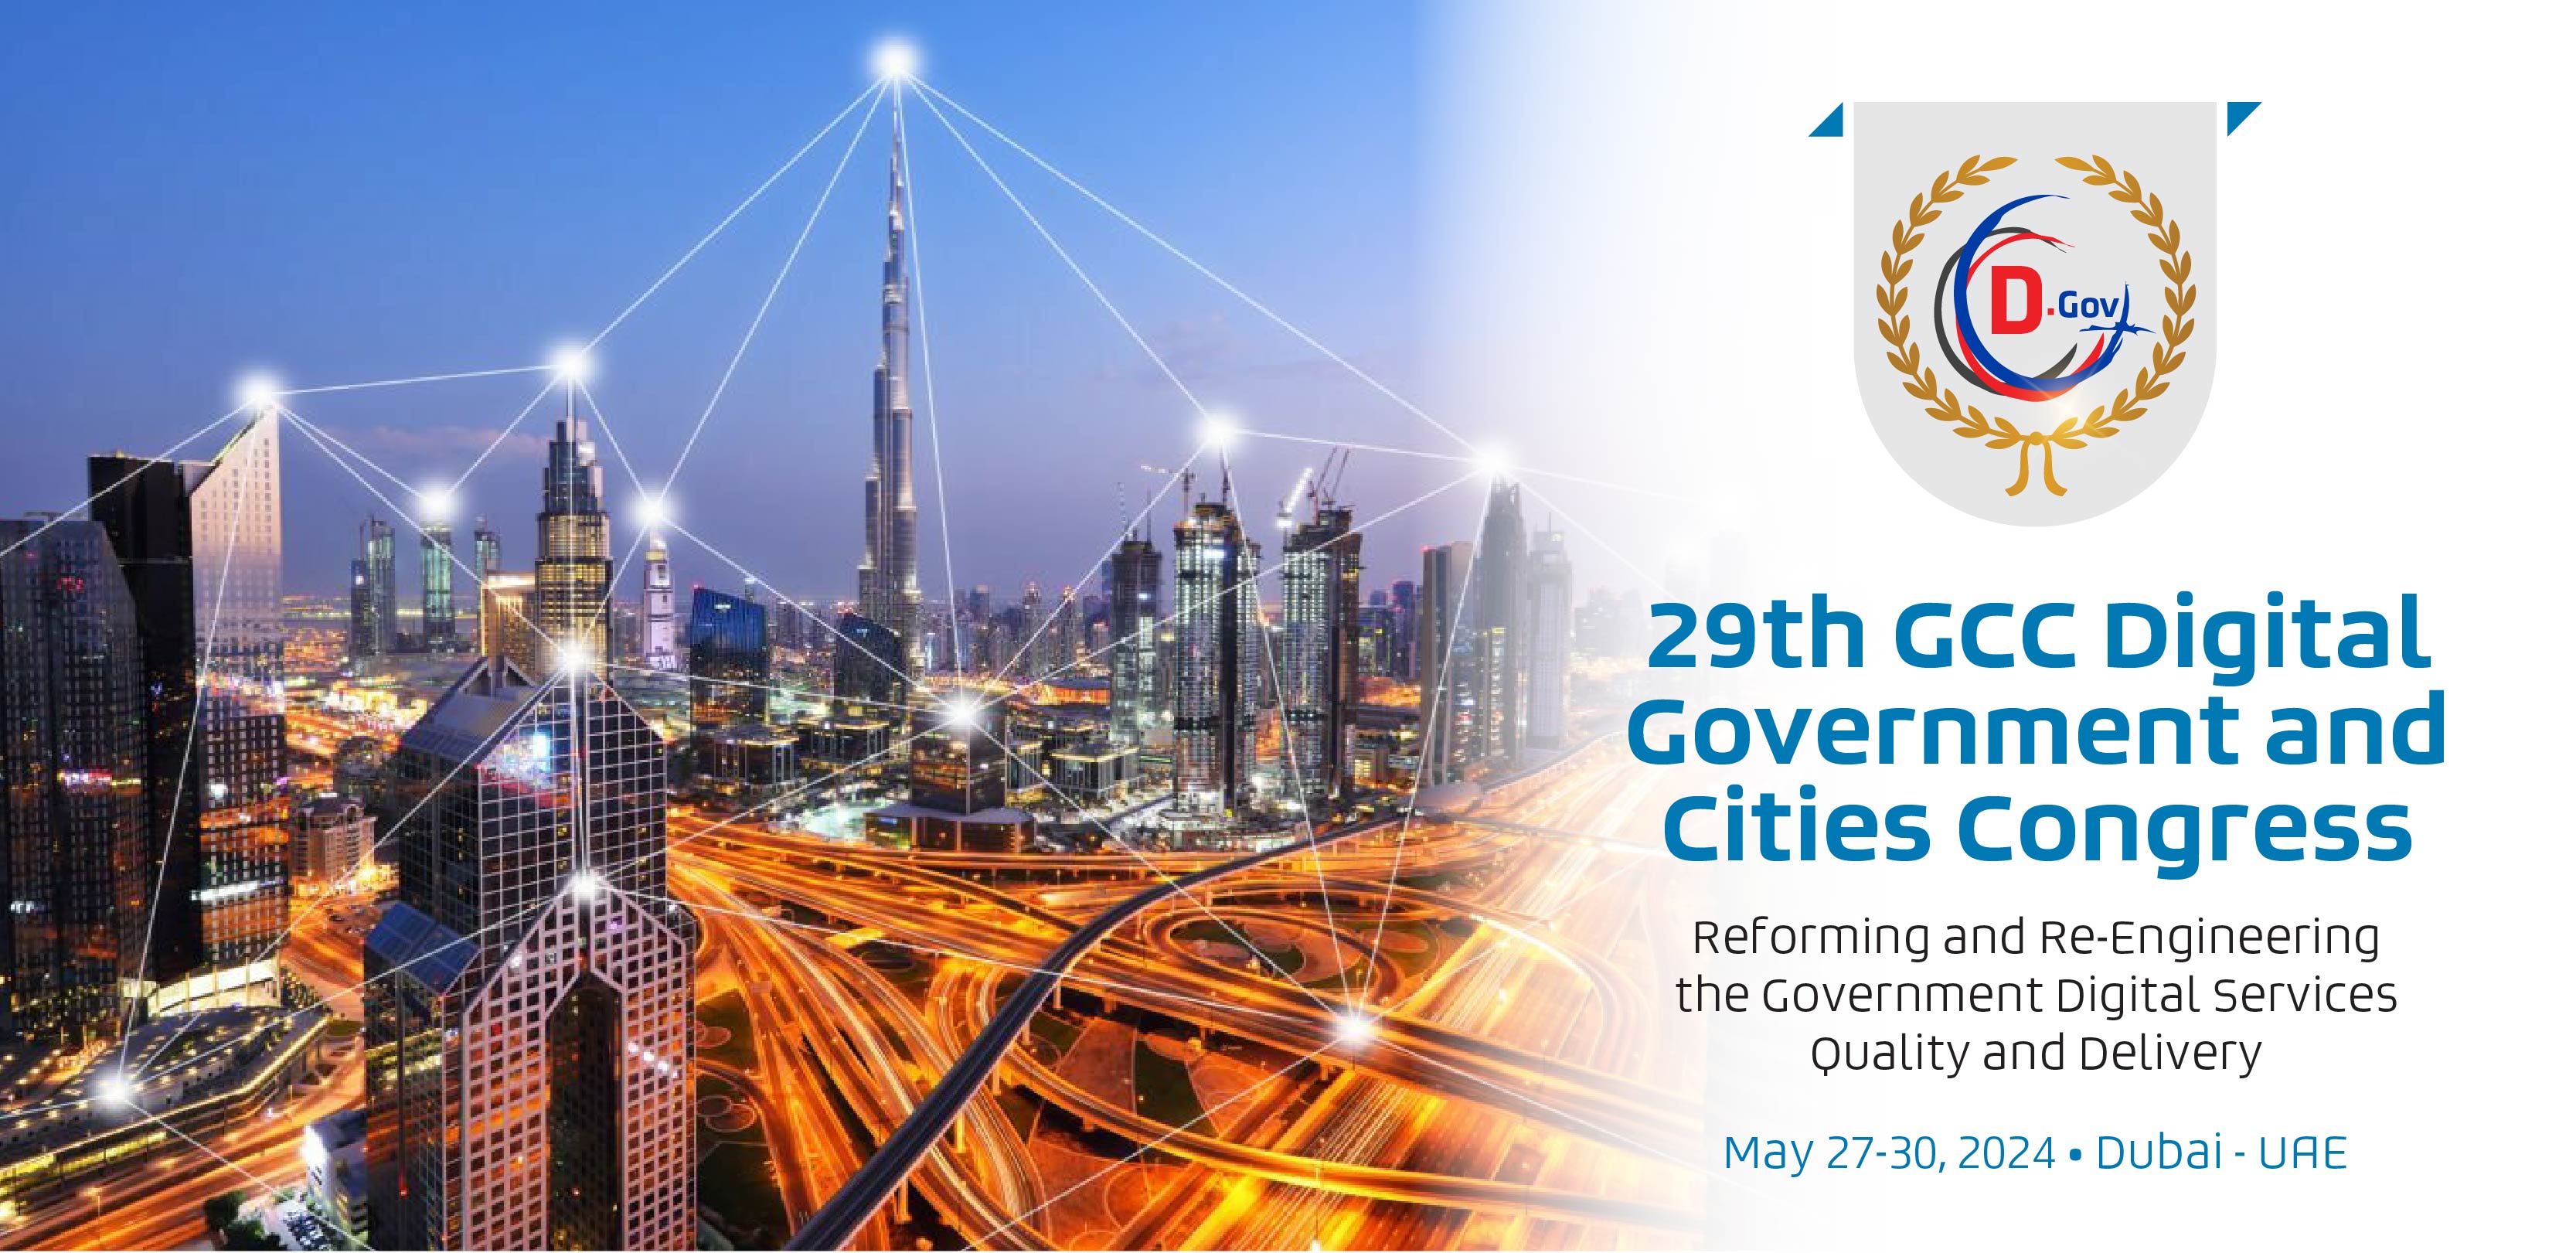 D.Gov
29th GCC Digital
Government and
Cities Congress
Reforming and Re-Engineering
the Government Digital Services
Quality and Delivery
May 27-30, 2024 • Dubai - UAE